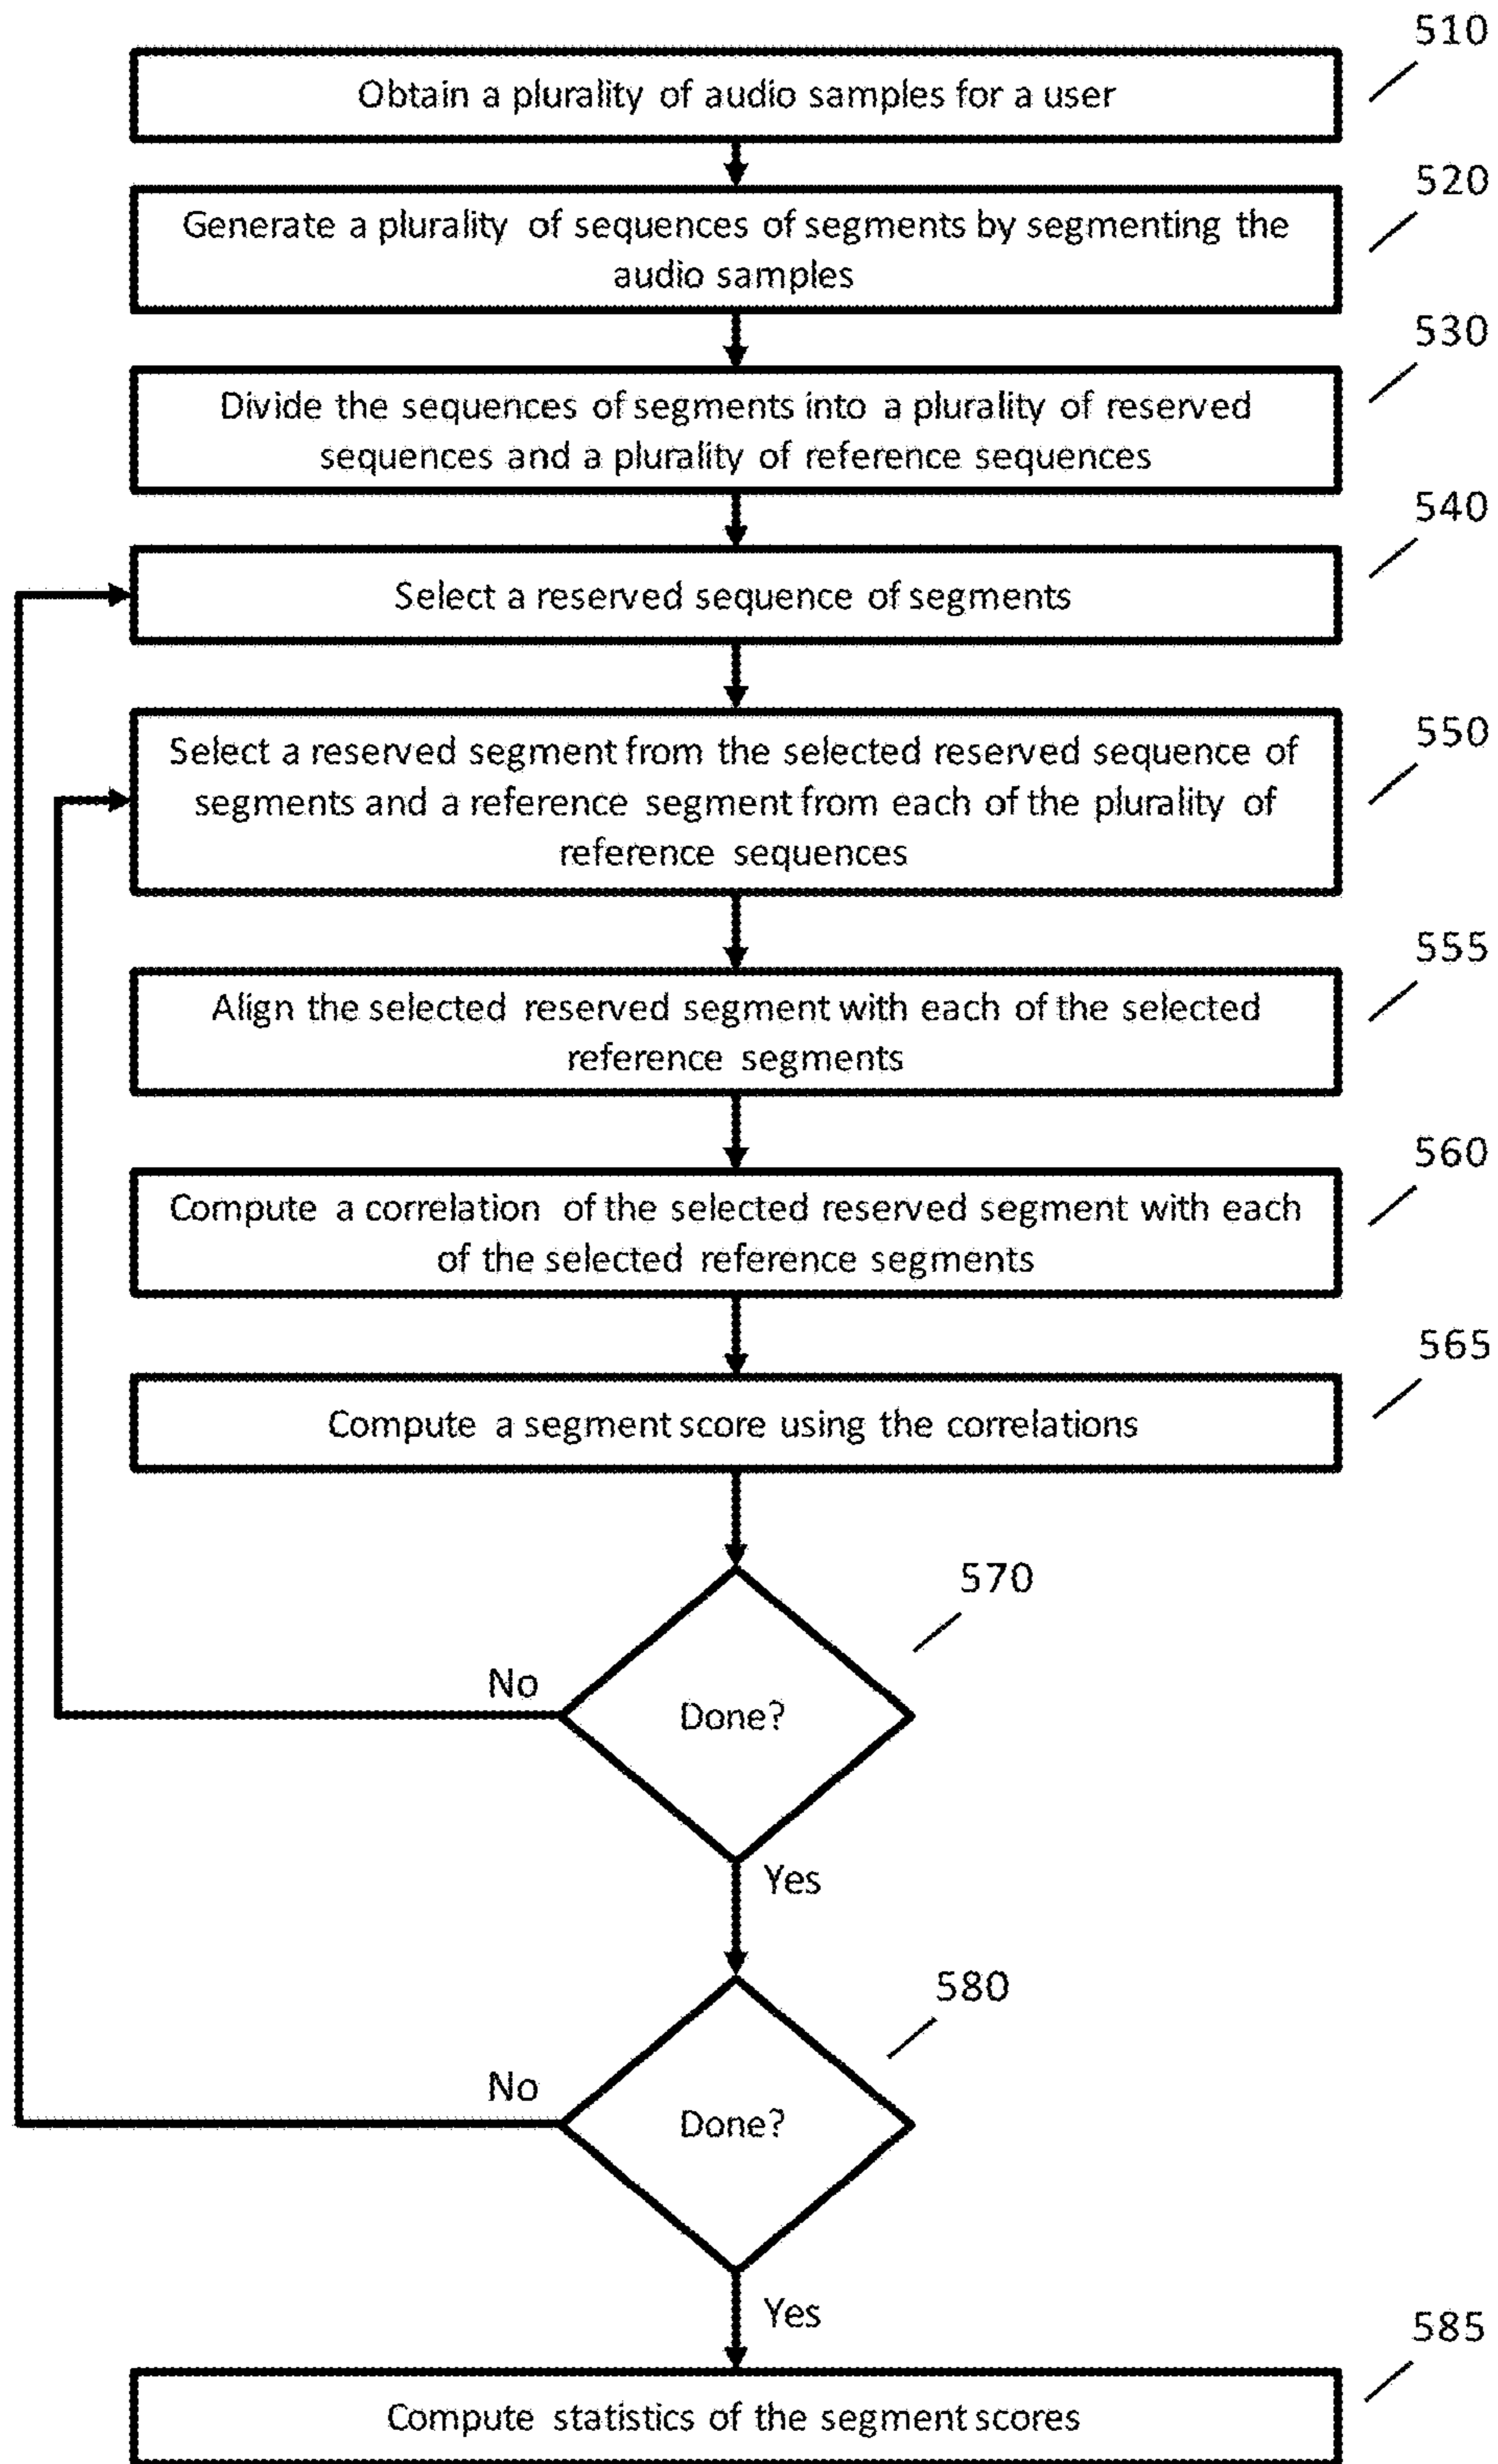 510
Obtain a plurality of audio samples for a user
520
Generate a plurality of sequences of segments by segmenting the
audio samples
530
Divide the sequences of segments into a plurality of reserved
sequences and a plurality of reference sequences
540
Select a reserved sequence of segments
550
Select a reserved segment from the selected reserved sequence of
segments and a reference segment from each of the plurality of
reference sequences
555
Align the selected reserved segment with each of the selected
reference segments
560
Compute a correlation of the selected reserved segment with each
of the selected reference segments
565
Compute a segment score using the correlations
570
No
Done?
Yes
580
No
Done?
Yes
585
Compute statistics of the segment scores